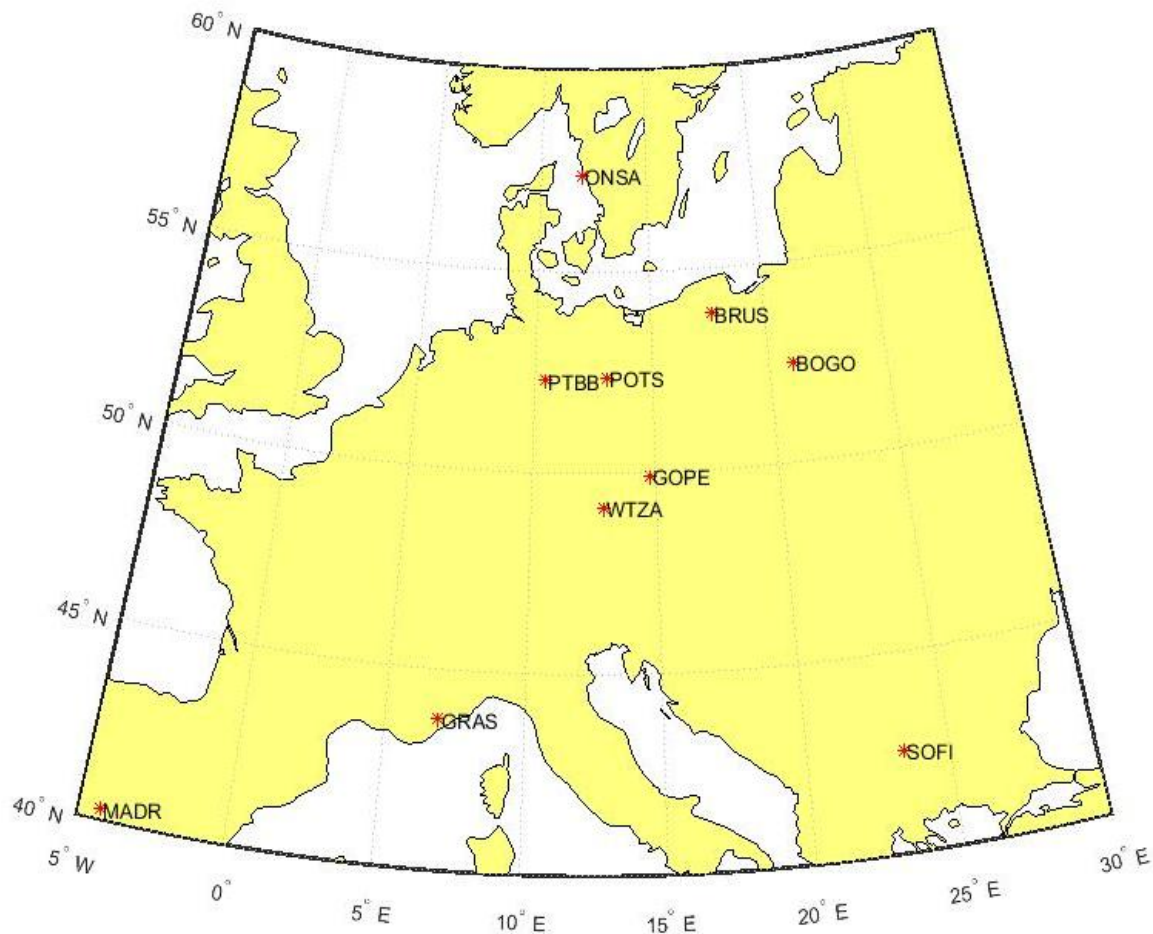 60° N
ONSA
55° N
BRUS
BOGO
PTBB
POTS
50° N
GOPE
WTZA
45° N
GRAS
SOFI
40° N
MADR
5° W
0°
5° E
10° E
15° E
20° E
25° E
30° E